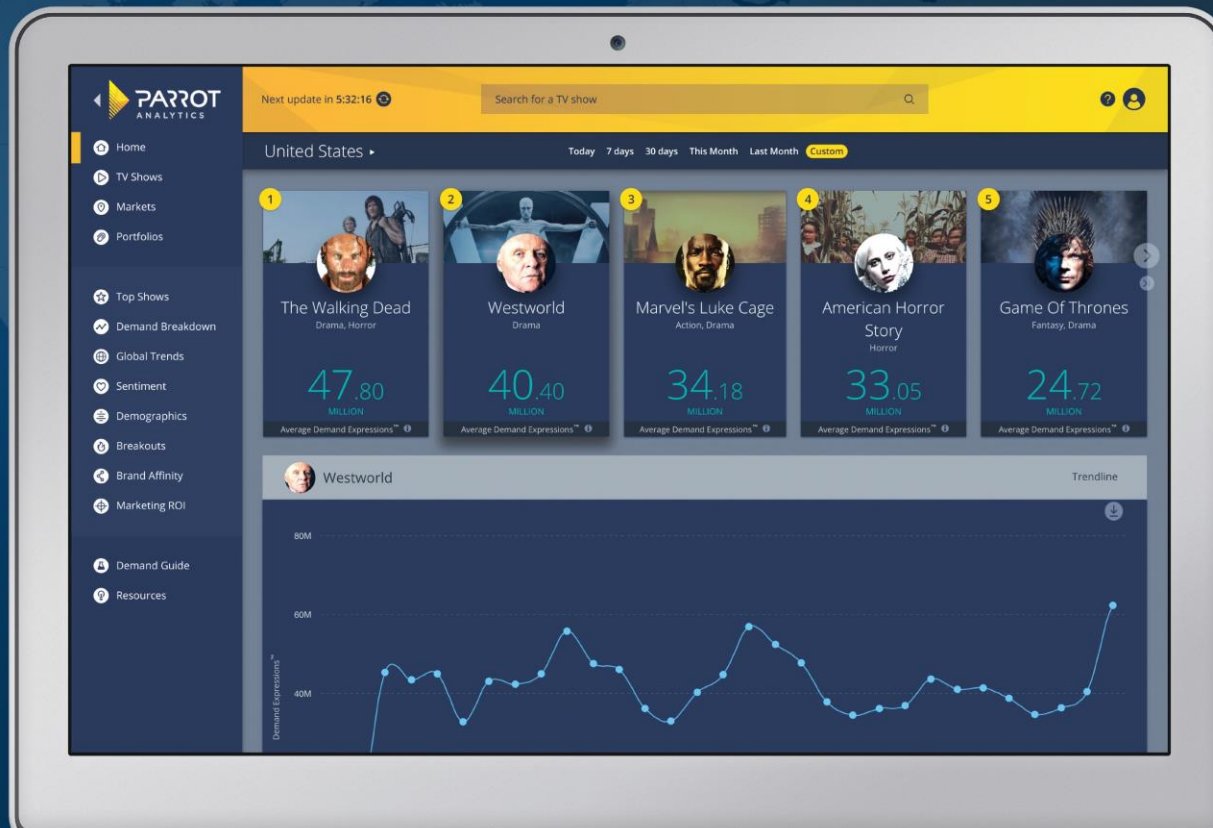 PARROT
ANALYTICS
Next update in 5:32:16
Search for a TV show
?
Home
TV Shows
Markets
Portfolios
Top Shows
Demand Breakdown
Global Trends
Sentiment
Demographics
Breakouts
Brand Affinity
Marketing ROI
Demand Guide
Resources
United States
Today 7 days 30 days This Month Last Month Custom
1
The Walking Dead
Drama, Horror
47.80
MILLION
Average Demand Expressions™
2
Westworld
Drama
40.40
MILLION
Average Demand Expressions™
3
Marvel's Luke Cage
Action, Drama
34.18
MILLION
Average Demand Expressions™
4
American Horror
Story
Horror
33.05
MILLION
Average Demand Expressions™
5
Game Of Thrones
Fantasy, Drama
24.72
MILLION
Average Demand Expressions™
Westworld
Trendline
80M
60M
40M
Demand Expressions™